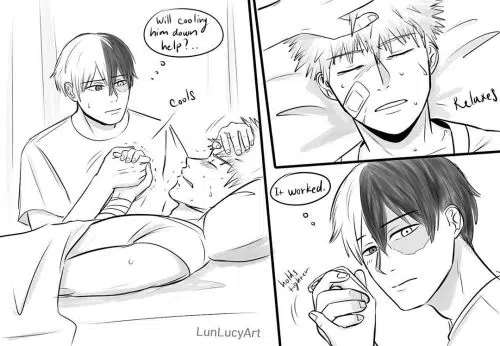 Will cooling
him down
help?..
Cools
Relaxes
It worked.
holds
tighter
LunLucyArt